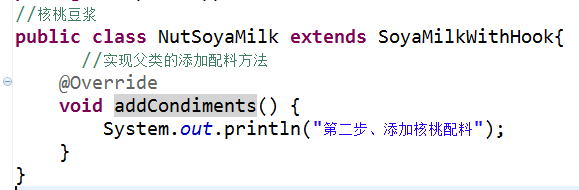 //核桃豆浆
public class NutSoyaMilk extends SoyaMilkWithHook{
//实现父类的添加配料方法
@Override
void addCondiments() {
System.out.println("第二步、添加核桃配料");
}
}